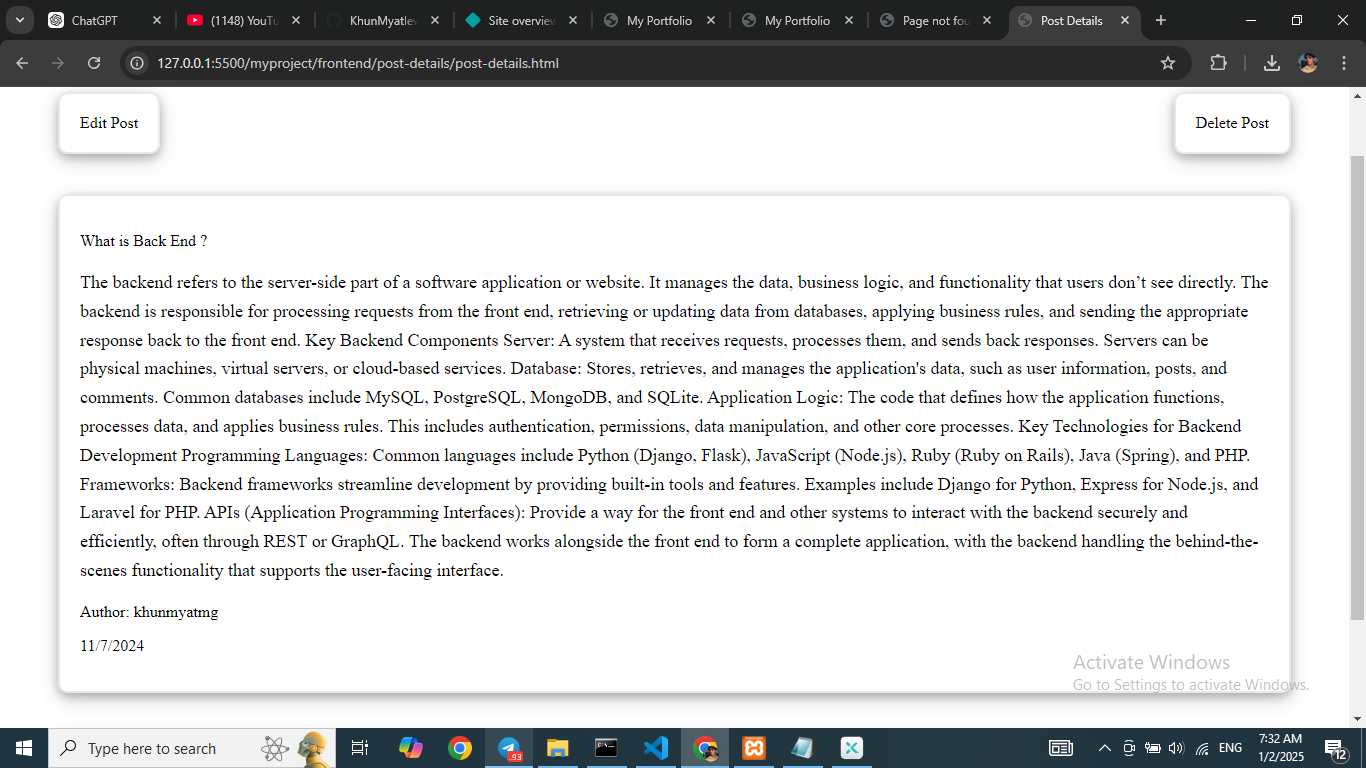 ChatGPT
(1148) YouTu
KhunMyatlev
Site overview
My Portfolio
My Portfolio
Page not fou
Post Details
127.0.0.1:5500/myproject/frontend/post-details/post-details.html
Edit Post
Delete Post
What is Back End ?
The backend refers to the server-side part of a software application or website. It manages the data, business logic, and functionality that users don’t see directly. The
backend is responsible for processing requests from the front end, retrieving or updating data from databases, applying business rules, and sending the appropriate
response back to the front end. Key Backend Components Server: A system that receives requests, processes them, and sends back responses. Servers can be
physical machines, virtual servers, or cloud-based services. Database: Stores, retrieves, and manages the application's data, such as user information, posts, and
comments. Common databases include MySQL, PostgreSQL, MongoDB, and SQLite. Application Logic: The code that defines how the application functions,
processes data, and applies business rules. This includes authentication, permissions, data manipulation, and other core processes. Key Technologies for Backend
Development Programming Languages: Common languages include Python (Django, Flask), JavaScript (Node.js), Ruby (Ruby on Rails), Java (Spring), and PHP.
Frameworks: Backend frameworks streamline development by providing built-in tools and features. Examples include Django for Python, Express for Node.js, and
Laravel for PHP. APIs (Application Programming Interfaces): Provide a way for the front end and other systems to interact with the backend securely and
efficiently, often through REST or GraphQL. The backend works alongside the front end to form a complete application, with the backend handling the behind-the-
scenes functionality that supports the user-facing interface.
Author: khunmyatmg
11/7/2024
Activate Windows
Go to Settings to activate Windows.
Type here to search
.93
ENG
7:32 AM
1/2/2025
12